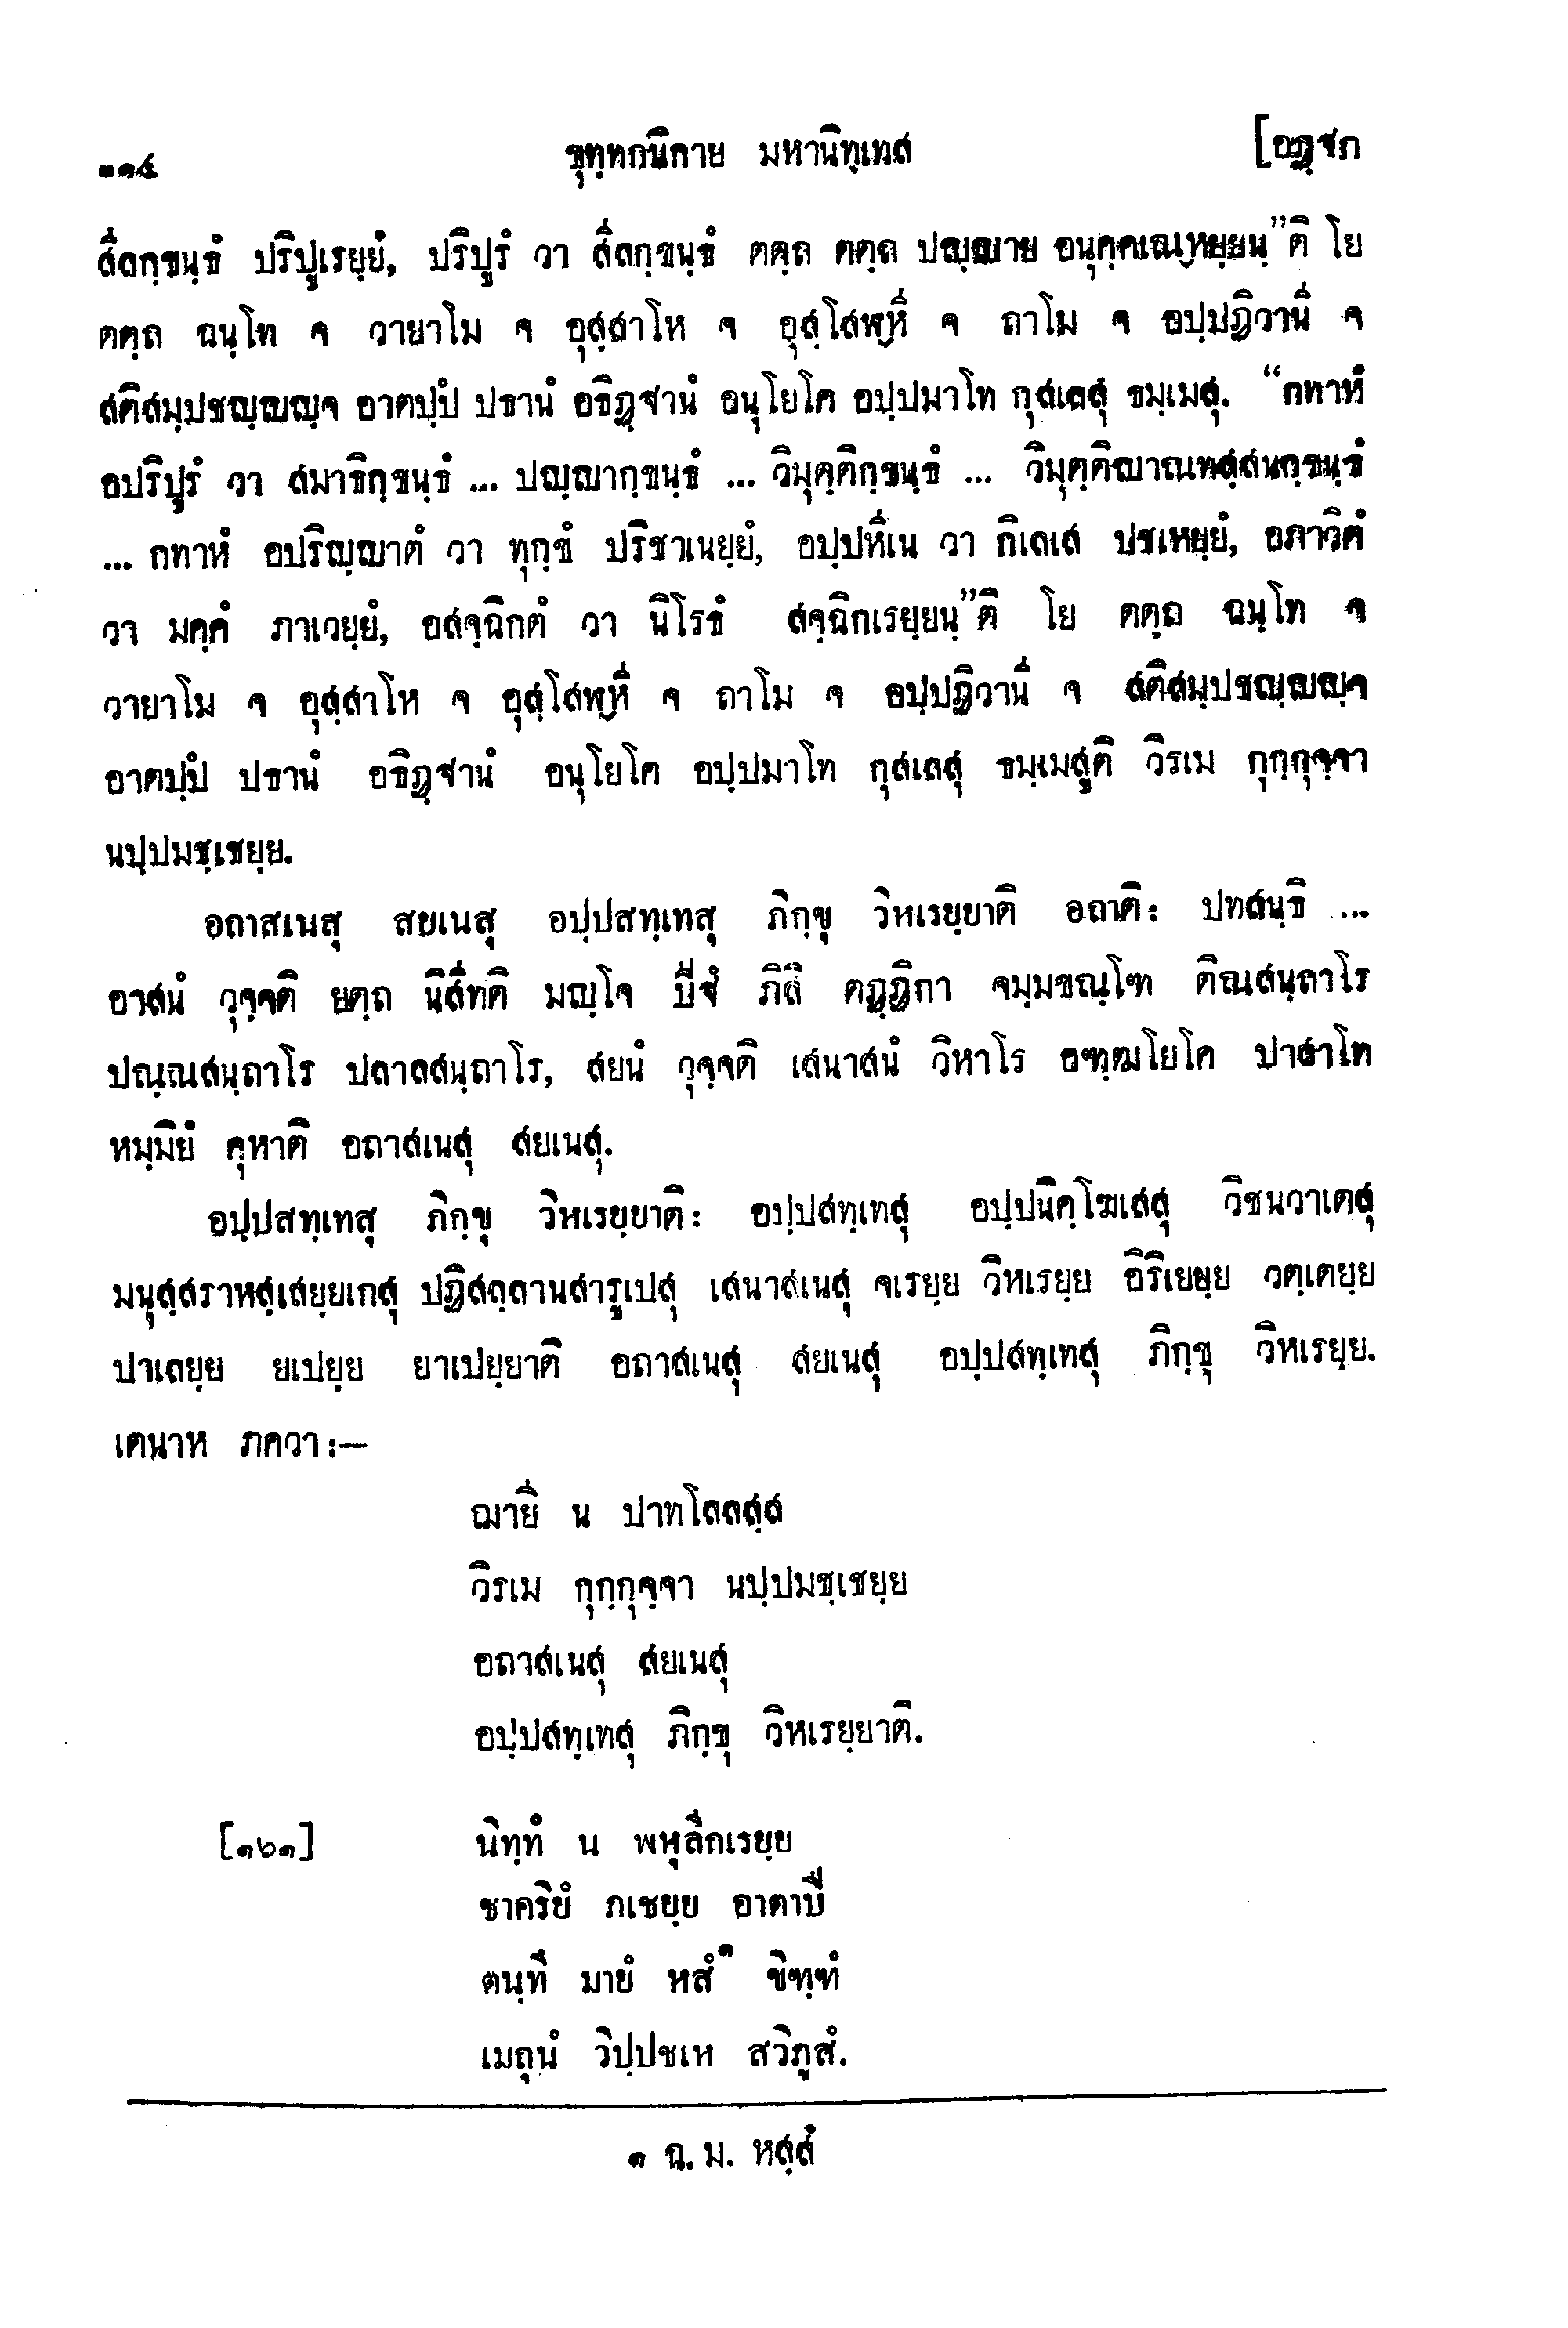 ๓๑๔ ขุทฺทกนิกาย มหานิทฺเทส [อฏฺฐก
สีลกฺขนฺธํ ปริปูเรยฺยํ, ปริปูรํ วา สีลกฺขนฺธํ ตตฺถ ตตฺถ ปญฺญาย อนุคฺคเณฺหยฺยนฺ”ติ โย
ตตฺถ ฉนฺโท จ วายาโม จ อุสฺสาโห จ อุสฺโสฬฺหี จ ถาโม จ อปฺปฏิวานี จ
สติสมฺปชญฺญญฺจ อาตปฺปํ ปธานํ อธิฏฺฐานํ อนุโยโค อปฺปมาโท กุสเลสุ ธมฺเมสุ. “กทาหํ
อปริปูรํ วา สมาธิกฺขนฺธํ ... ปญฺญากฺขนฺธํ ... วิมุตฺติกฺขนฺธํ ... วิมุตฺติญาณทสฺสนกฺขนฺธํ
... กทาหํ อปริญฺญาตํ วา ทุกฺขํ ปริชาเนยฺยํ, อปฺปหีเน วา กิเลเส ปชเหยฺยํ, อภาวิตํ
วา มคฺคํ ภาเวยฺยํ, อสจฺฉิกตํ วา นิโรธํ สจฺฉิกเรยฺยนฺ”ติ โย ตตฺถ ฉนฺโท จ
วายาโม จ อุสฺสาโห จ อุสฺโสฬฺหี จ ถาโม จ อปฺปฏิวานี จ สติสมฺปชญฺญญฺจ
อาตปฺปํ ปธานํ อธิฏฺฐานํ อนุโยโค อปฺปมาโท กุสเลสุ ธมฺเมสูติ วิรเม กุกฺกุจฺจา
นปฺปมชฺเชยฺย.
อถาสเนสุ สยเนสุ อปฺปสทฺเทสุ ภิกฺขุ วิหเรยฺยาติ อถาติ: ปทสนฺธิ ...
อาสนํ วุจฺจติ ยตฺถ นิสีทติ มญฺโจ ปีฐํ ภิสิ ตฏฺฏิกา จมฺมขณฺโฑ ติณสนฺถาโร
ปณฺณสนฺถาโร ปลาลสนฺถาโร, สยนํ วุจฺจติ เสนาสนํ วิหาโร อฑฺฒโยโค ปาสาโท
หมฺมิยํ คุหาติ อถาสเนสุ สยเนสุ.
อปฺปสทฺเทสุ ภิกฺขุ วิหเรยฺยาติ: อปฺปสทฺเทสุ อปฺปนิคฺโฆเสสุ วิชนวาเตสุ
มนุสฺสราหสฺเสยฺยเกสุ ปฏิสลฺลานสารูเปสุ เสนาสเนสุ จเรยฺย วิหเรยฺย อิริเยยฺย วตฺเตยฺย
ปาเลยฺย ยเปยฺย ยาเปยฺยาติ อถาสเนสุ สยเนสุ อปฺปสทฺเทสุ ภิกฺขุ วิหเรยฺย.
เตนาห ภควา:—
ฌายี น ปาทโลลสฺส
วิรเม กุกฺกุจฺจา นปฺปมชฺเชยฺย
อถาสเนสุ สยเนสุ
อปฺปสทฺเทสุ ภิกฺขุ วิหเรยฺยาติ.
[๑๖๑] นิทฺทํ น พหุลีกเรยฺย
ชาคริยํ ภเชยฺย อาตาปี
ตนฺทึ มายํ หสํ ๑ ขิฑฺฑํ
เมถุนํ วิปฺปชเห สวิภูสํ.
๑ ฉ. ม. หสฺสํ